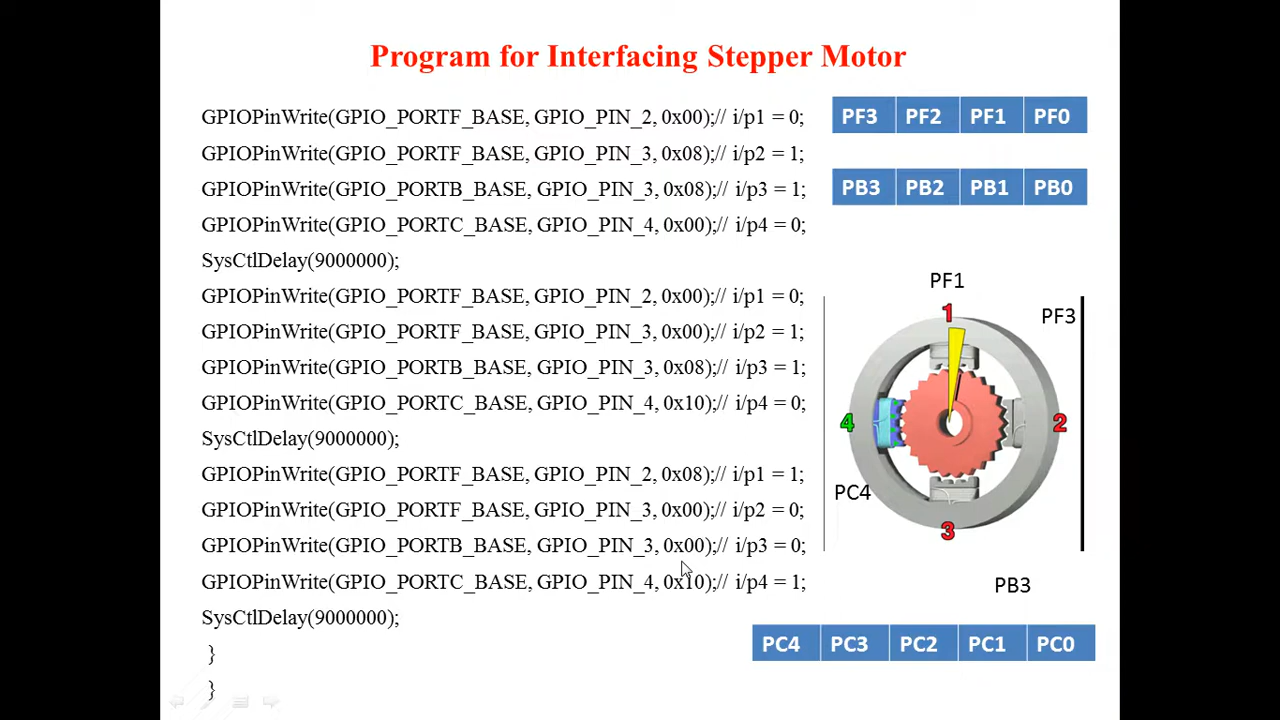 Program for Interfacing Stepper Motor
GPIOPinWrite(GPIO_PORTF_BASE, GPIO_PIN_2, 0x00);// i/p1 = 0;
GPIOPinWrite(GPIO_PORTF_BASE, GPIO_PIN_3, 0x08);// i/p2 = 1;
GPIOPinWrite(GPIO_PORTB_BASE, GPIO_PIN_3, 0x08);// i/p3 = 1;
GPIOPinWrite(GPIO_PORTC_BASE, GPIO_PIN_4, 0x00);// i/p4 = 0;
SysCtlDelay(9000000);
GPIOPinWrite(GPIO_PORTF_BASE, GPIO_PIN_2, 0x00);// i/p1 = 0;
GPIOPinWrite(GPIO_PORTF_BASE, GPIO_PIN_3, 0x00);// i/p2 = 1;
GPIOPinWrite(GPIO_PORTB_BASE, GPIO_PIN_3, 0x08);// i/p3 = 1;
GPIOPinWrite(GPIO_PORTC_BASE, GPIO_PIN_4, 0x10);// i/p4 = 0;
SysCtlDelay(9000000);
GPIOPinWrite(GPIO_PORTF_BASE, GPIO_PIN_2, 0x08);// i/p1 = 1;
GPIOPinWrite(GPIO_PORTF_BASE, GPIO_PIN_3, 0x00);// i/p2 = 0;
GPIOPinWrite(GPIO_PORTB_BASE, GPIO_PIN_3, 0x00);// i/p3 = 0;
GPIOPinWrite(GPIO_PORTC_BASE, GPIO_PIN_4, 0x10);// i/p4 = 1;
SysCtlDelay(9000000);
}
}
PF3 PF2 PF1 PF0
PB3 PB2 PB1 PB0
PF1
1
PF3
4
2
PC4
3
PB3
PC4 PC3 PC2 PC1 PC0